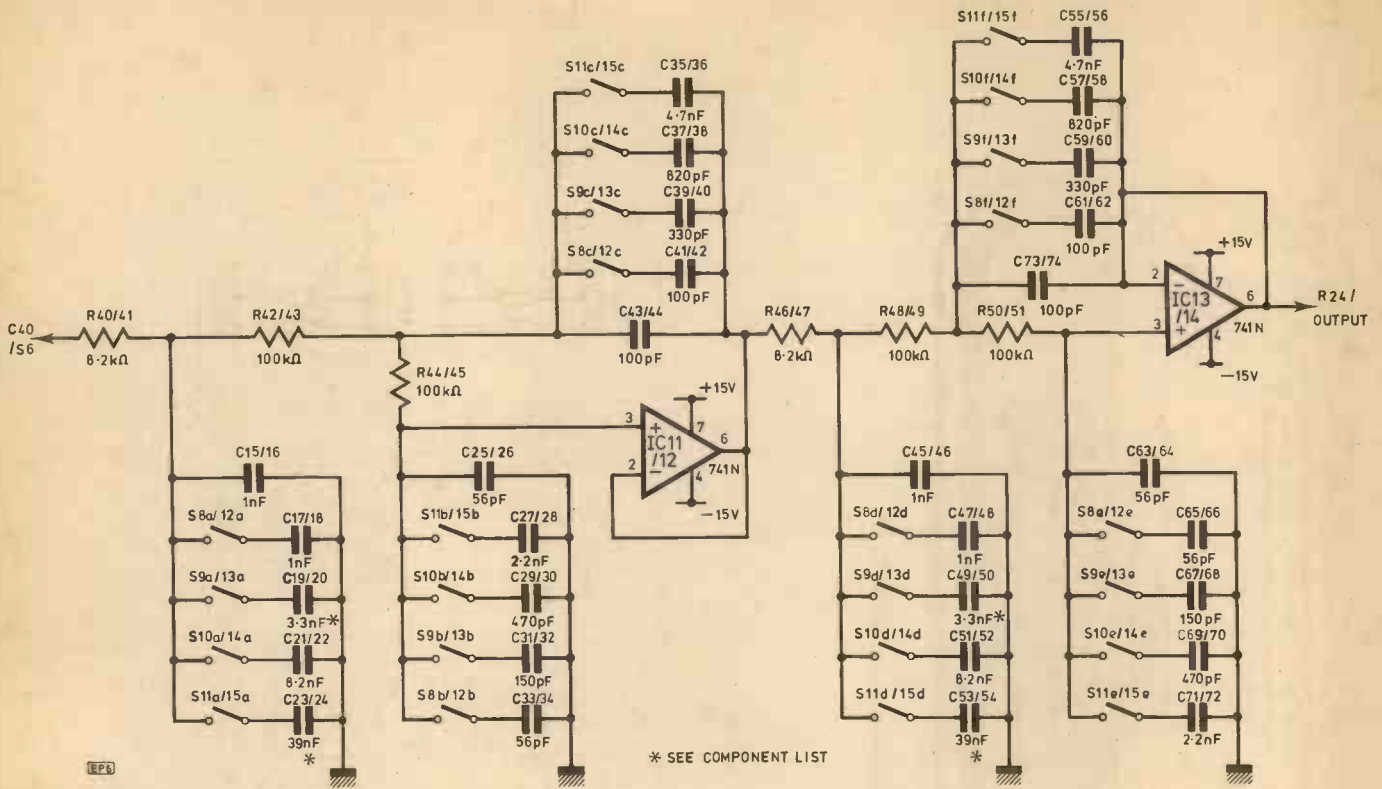 S11f/15f
C55/56
4·7nF
S10f/14f
C57/58
820pF
S9f/13f
C59/60
330pF
S8f/12f
C61/62
100pF
C73/74
100pF
S11c/15c
C35/36
4·7nF
S10c/14c
C37/38
820pF
S9c/13c
C39/40
330pF
S8c/12c
C41/42
100pF
C43/44
100pF
C40
/S6
R40/41
8·2kΩ
R42/43
100kΩ
R44/45
100kΩ
R46/47
8·2kΩ
R48/49
100kΩ
R50/51
100kΩ
+15V
2
−
7
IC13
/14
6
3
+
4
741N
−15V
R24/
OUTPUT
+15V
3
+
7
IC11
/12
6
2
−
4
741N
−15V
C15/16
1nF
S8a/12a
C17/18
1nF
S9a/13a
C19/20
3·3nF*
S10a/14a
C21/22
8·2nF
S11a/15a
C23/24
39nF
*
C25/26
56pF
S11b/15b
C27/28
2·2nF
S10b/14b
C29/30
470pF
S9b/13b
C31/32
150pF
S8b/12b
C33/34
56pF
C45/46
1nF
S8d/12d
C47/48
1nF
S9d/13d
C49/50
3·3nF*
S10d/14d
C51/52
8·2nF
S11d/15d
C53/54
39nF
*
C63/64
56pF
S8e/12e
C65/66
56pF
S9e/13e
C67/68
150pF
S10e/14e
C69/70
470pF
S11e/15e
C71/72
2·2nF
* SEE COMPONENT LIST
EP6